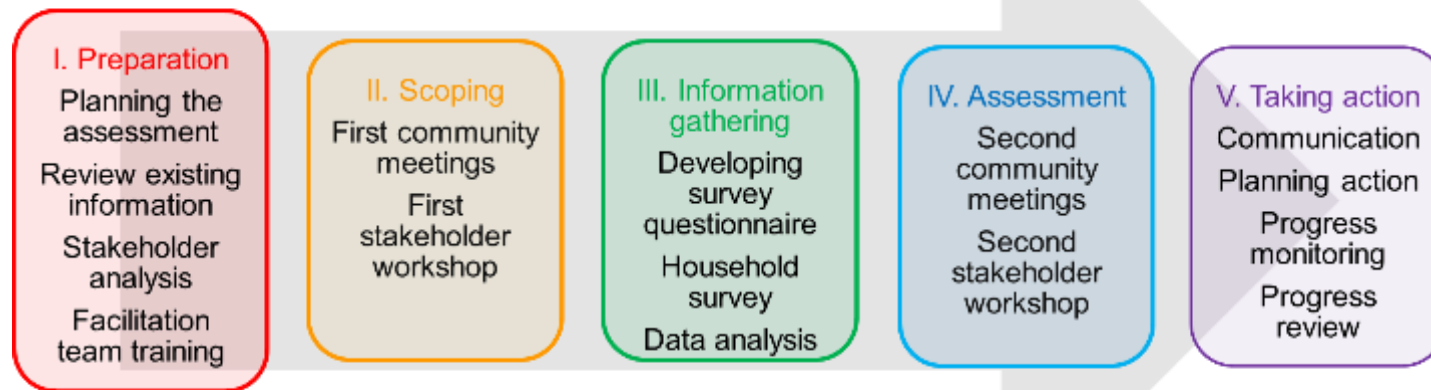 I. Preparation
Planning the
assessment
Review existing
information
Stakeholder
analysis
Facilitation
team training
II. Scoping
First community
meetings
First
stakeholder
workshop
III. Information
gathering
Developing
survey
questionnaire
Household
survey
Data analysis
IV. Assessment
Second
community
meetings
Second
stakeholder
workshop
V. Taking action
Communication
Planning action
Progress
monitoring
Progress
review